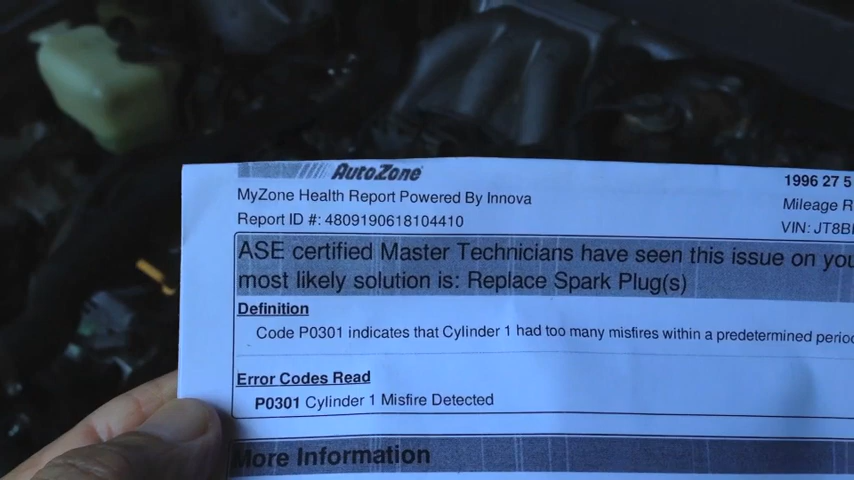 AutoZone
1996 27 5
MyZone Health Report Powered By Innova
Mileage R
Report ID #: 4809190618104410
VIN: JT8B
ASE certified Master Technicians have seen this issue on you
most likely solution is: Replace Spark Plug(s)
Definition
Code P0301 indicates that Cylinder 1 had too many misfires within a predetermined perio
Error Codes Read
P0301 Cylinder 1 Misfire Detected
More Information